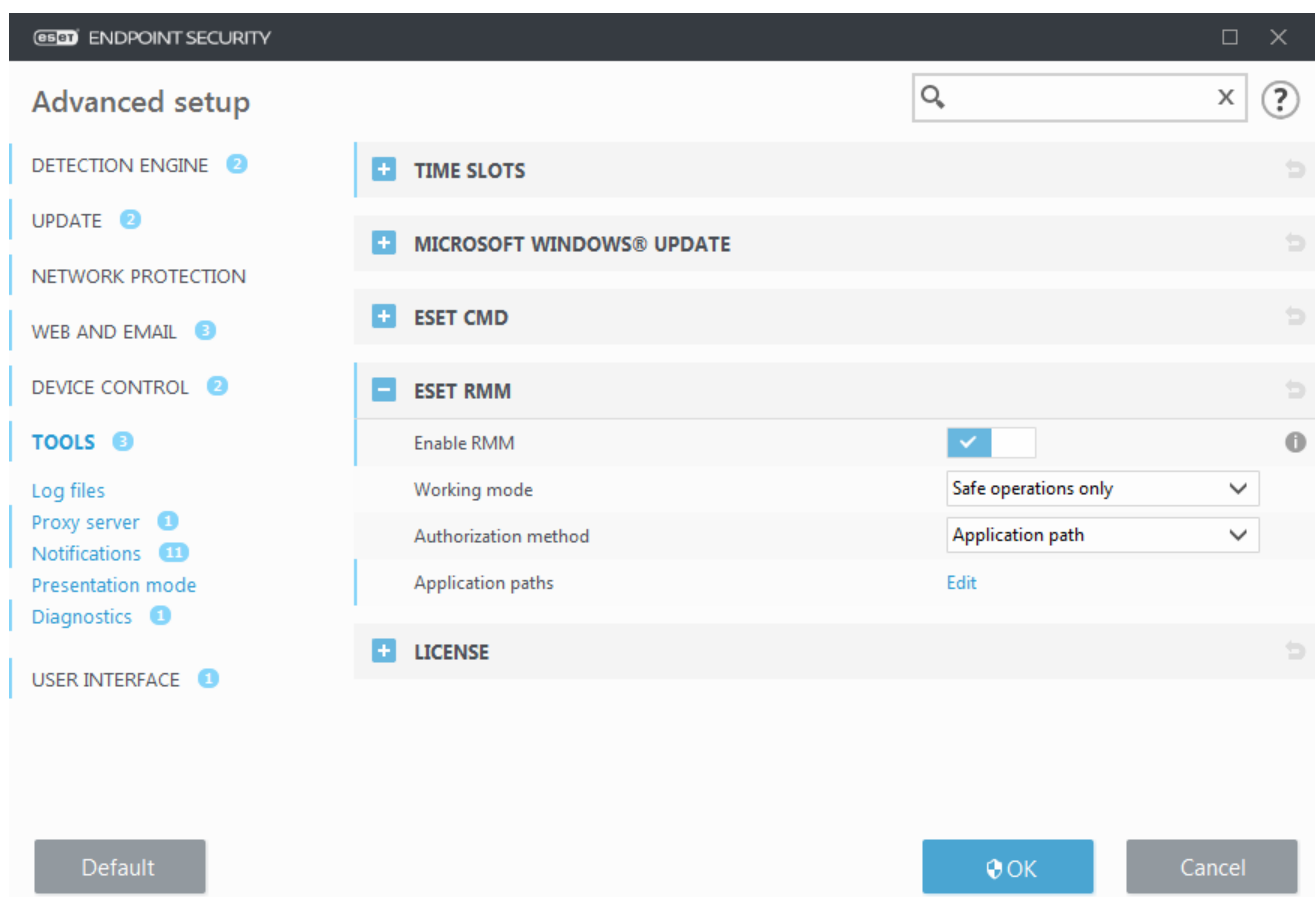 eset ENDPOINT SECURITY
Advanced setup
x
?
DETECTION ENGINE 2
UPDATE 2
NETWORK PROTECTION
WEB AND EMAIL 3
DEVICE CONTROL 2
TOOLS 3
Log files
Proxy server 1
Notifications 11
Presentation mode
Diagnostics 1
USER INTERFACE 1
+ TIME SLOTS
+ MICROSOFT WINDOWS® UPDATE
+ ESET CMD
− ESET RMM
Enable RMM
i
Working mode Safe operations only
Authorization method Application path
Application paths Edit
+ LICENSE
Default
OK
Cancel